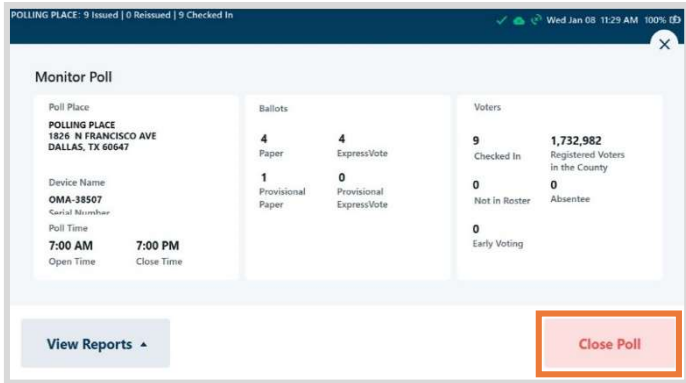 POLLING PLACE: 9 Issued | 0 Reissued | 9 Checked In
Wed Jan 08 11:29 AM 100%
Monitor Poll
Poll Place
POLLING PLACE
1826 N FRANCISCO AVE
DALLAS, TX 60647
Device Name
OMA-38507
Serial Number
Poll Time
7:00 AM 7:00 PM
Open Time Close Time
Ballots
4 4
Paper ExpressVote
1 0
Provisional Provisional
Paper ExpressVote
Voters
9 1,732,982
Checked In Registered Voters
in the County
0 0
Not in Roster Absentee
0
Early Voting
View Reports
Close Poll